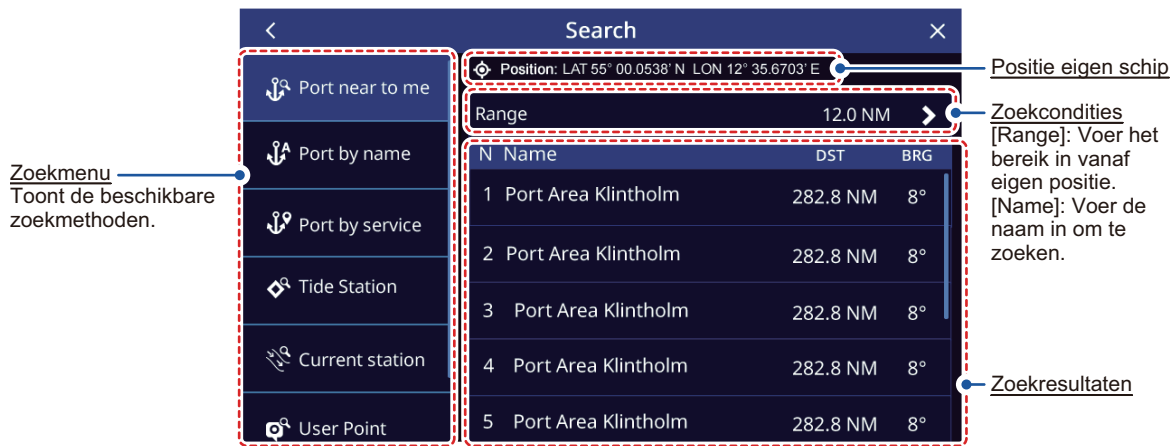 Search
Port near to me
Port by name
Port by service
Tide Station
Current station
User Point
Position: LAT 55° 00.0538’ N LON 12° 35.6703’ E
Range 12.0 NM
N Name DST BRG
1 Port Area Klintholm 282.8 NM 8°
2 Port Area Klintholm 282.8 NM 8°
3 Port Area Klintholm 282.8 NM 8°
4 Port Area Klintholm 282.8 NM 8°
5 Port Area Klintholm 282.8 NM 8°
Zoekmenu
Toont de beschikbare
zoekmethoden.
Positie eigen schip
Zoekcondities
[Range]: Voer het
bereik in vanaf
eigen positie.
[Name]: Voer de
naam in om te
zoeken.
Zoekresultaten